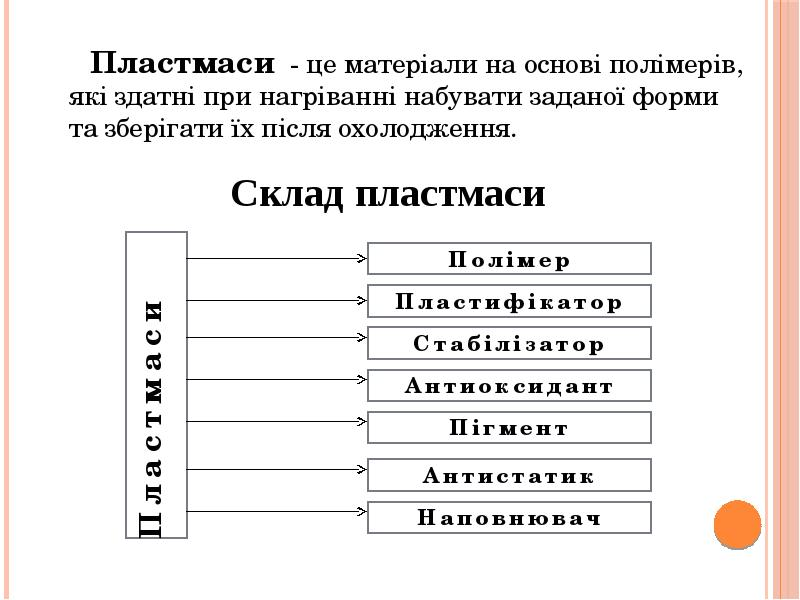 Пластмаси - це матеріали на основі полімерів,
які здатні при нагріванні набувати заданої форми
та зберігати їх після охолодження.
Склад пластмаси
Пластмаси
Полімер
Пластифікатор
Стабілізатор
Антиоксидант
Пігмент
Антистатик
Наповнювач